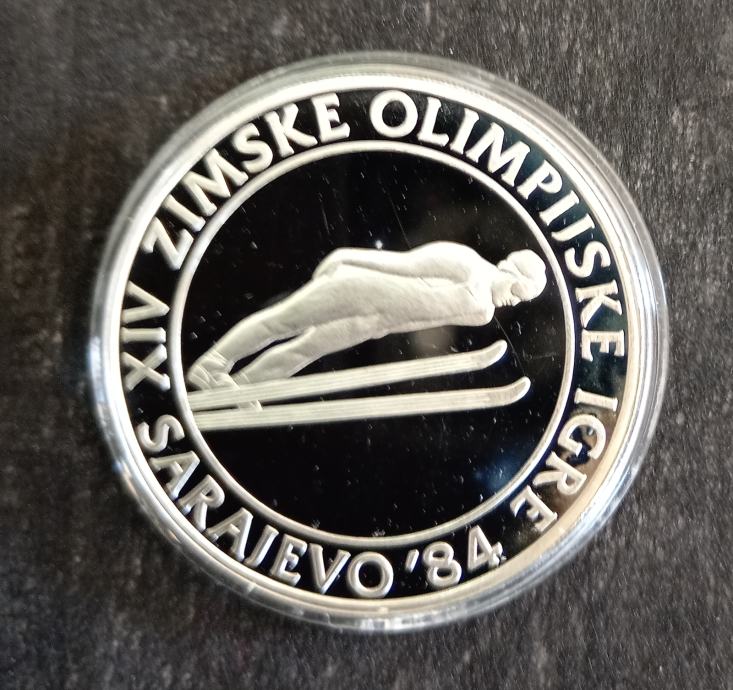 XIV ZIMSKE OLIMPIJSKE IGRE
SARAJEVO '84